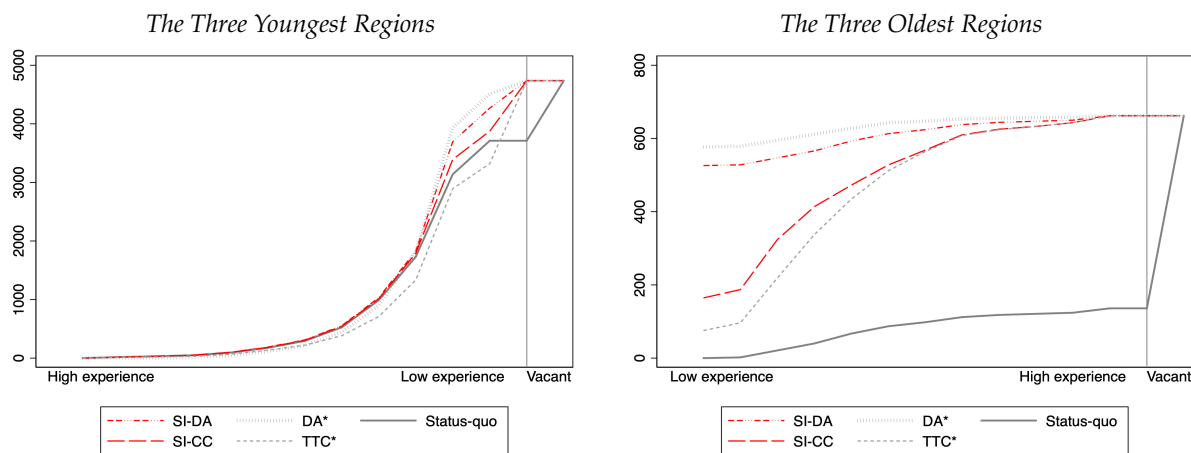 The Three Youngest Regions
5000
4000
3000
2000
1000
0
High experience Low experience Vacant
SI-DA DA* Status-quo
SI-CC TTC*
The Three Oldest Regions
800
600
400
200
0
Low experience High experience Vacant
SI-DA DA* Status-quo
SI-CC TTC*